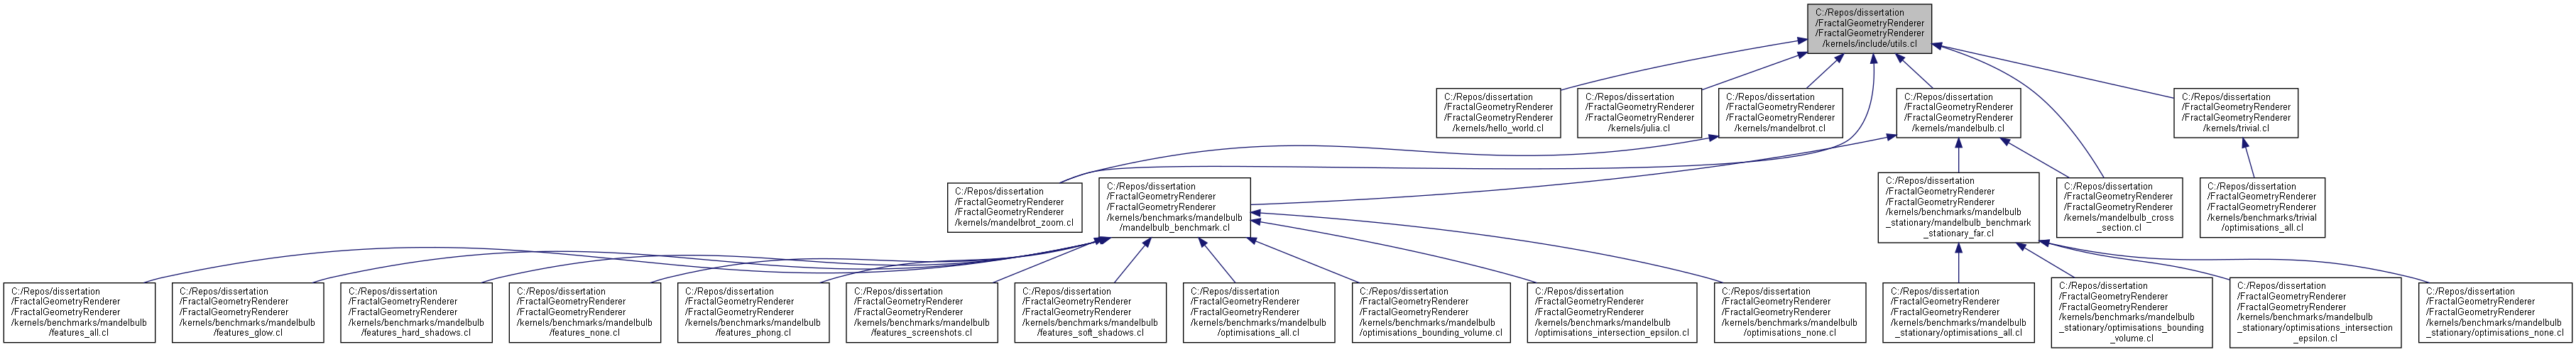 C:/Repos/dissertation
/FractalGeometryRenderer
/FractalGeometryRenderer
/kernels/include/utils.cl
C:/Repos/dissertation
/FractalGeometryRenderer
/FractalGeometryRenderer
/kernels/hello_world.cl
C:/Repos/dissertation
/FractalGeometryRenderer
/FractalGeometryRenderer
/kernels/julia.cl
C:/Repos/dissertation
/FractalGeometryRenderer
/FractalGeometryRenderer
/kernels/mandelbrot.cl
C:/Repos/dissertation
/FractalGeometryRenderer
/FractalGeometryRenderer
/kernels/mandelbulb.cl
C:/Repos/dissertation
/FractalGeometryRenderer
/FractalGeometryRenderer
/kernels/trivial.cl
C:/Repos/dissertation
/FractalGeometryRenderer
/FractalGeometryRenderer
/kernels/mandelbrot_zoom.cl
C:/Repos/dissertation
/FractalGeometryRenderer
/FractalGeometryRenderer
/kernels/benchmarks/mandelbulb
/mandelbulb_benchmark.cl
C:/Repos/dissertation
/FractalGeometryRenderer
/FractalGeometryRenderer
/kernels/benchmarks/mandelbulb
_stationary/mandelbulb_benchmark
_stationary_far.cl
C:/Repos/dissertation
/FractalGeometryRenderer
/FractalGeometryRenderer
/kernels/mandelbulb_cross
_section.cl
C:/Repos/dissertation
/FractalGeometryRenderer
/FractalGeometryRenderer
/kernels/benchmarks/trivial
/optimisations_all.cl
C:/Repos/dissertation
/FractalGeometryRenderer
/FractalGeometryRenderer
/kernels/benchmarks/mandelbulb
/features_all.cl
C:/Repos/dissertation
/FractalGeometryRenderer
/FractalGeometryRenderer
/kernels/benchmarks/mandelbulb
/features_glow.cl
C:/Repos/dissertation
/FractalGeometryRenderer
/FractalGeometryRenderer
/kernels/benchmarks/mandelbulb
/features_hard_shadows.cl
C:/Repos/dissertation
/FractalGeometryRenderer
/FractalGeometryRenderer
/kernels/benchmarks/mandelbulb
/features_none.cl
C:/Repos/dissertation
/FractalGeometryRenderer
/FractalGeometryRenderer
/kernels/benchmarks/mandelbulb
/features_phong.cl
C:/Repos/dissertation
/FractalGeometryRenderer
/FractalGeometryRenderer
/kernels/benchmarks/mandelbulb
/features_screenshots.cl
C:/Repos/dissertation
/FractalGeometryRenderer
/FractalGeometryRenderer
/kernels/benchmarks/mandelbulb
/features_soft_shadows.cl
C:/Repos/dissertation
/FractalGeometryRenderer
/FractalGeometryRenderer
/kernels/benchmarks/mandelbulb
/optimisations_all.cl
C:/Repos/dissertation
/FractalGeometryRenderer
/FractalGeometryRenderer
/kernels/benchmarks/mandelbulb
/optimisations_bounding_volume.cl
C:/Repos/dissertation
/FractalGeometryRenderer
/FractalGeometryRenderer
/kernels/benchmarks/mandelbulb
/optimisations_intersection_epsilon.cl
C:/Repos/dissertation
/FractalGeometryRenderer
/FractalGeometryRenderer
/kernels/benchmarks/mandelbulb
/optimisations_none.cl
C:/Repos/dissertation
/FractalGeometryRenderer
/FractalGeometryRenderer
/kernels/benchmarks/mandelbulb
_stationary/optimisations_all.cl
C:/Repos/dissertation
/FractalGeometryRenderer
/FractalGeometryRenderer
/kernels/benchmarks/mandelbulb
_stationary/optimisations_bounding
_volume.cl
C:/Repos/dissertation
/FractalGeometryRenderer
/FractalGeometryRenderer
/kernels/benchmarks/mandelbulb
_stationary/optimisations_intersection
_epsilon.cl
C:/Repos/dissertation
/FractalGeometryRenderer
/FractalGeometryRenderer
/kernels/benchmarks/mandelbulb
_stationary/optimisations_none.cl